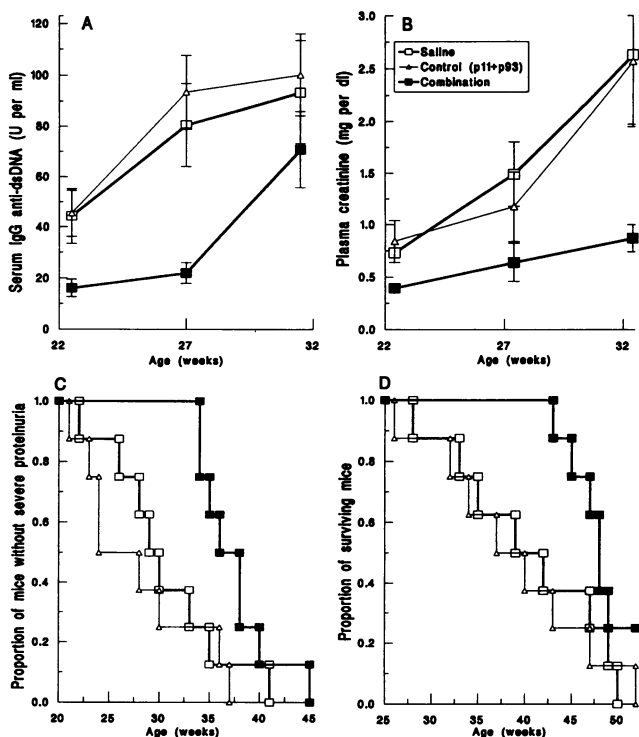 A
Serum IgG anti-dsDNA (U per ml)
120
100
80
60
40
20
0
22
27
32
Age (weeks)
B
Plasma creatinine (mg per dl)
3.0
2.5
2.0
1.5
1.0
0.5
0.0
Saline
Control (p11+p93)
Combination
22
27
32
Age (weeks)
C
Proportion of mice without severe proteinuria
1.0
0.8
0.6
0.4
0.2
0.0
20
25
30
35
40
45
Age (weeks)
D
Proportion of surviving mice
1.0
0.8
0.6
0.4
0.2
0.0
25
30
35
40
45
50
Age (weeks)